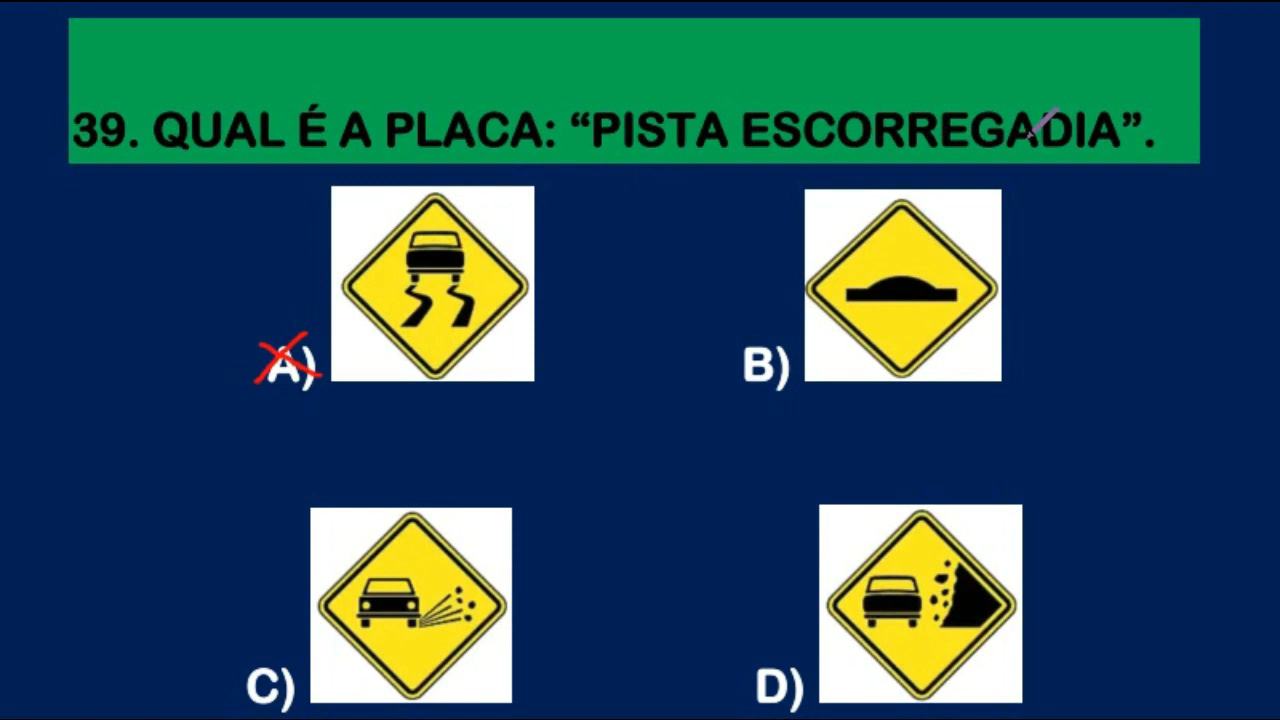 39. QUAL É A PLACA: “PISTA ESCORREGADIA”.
A)
B)
C)
D)